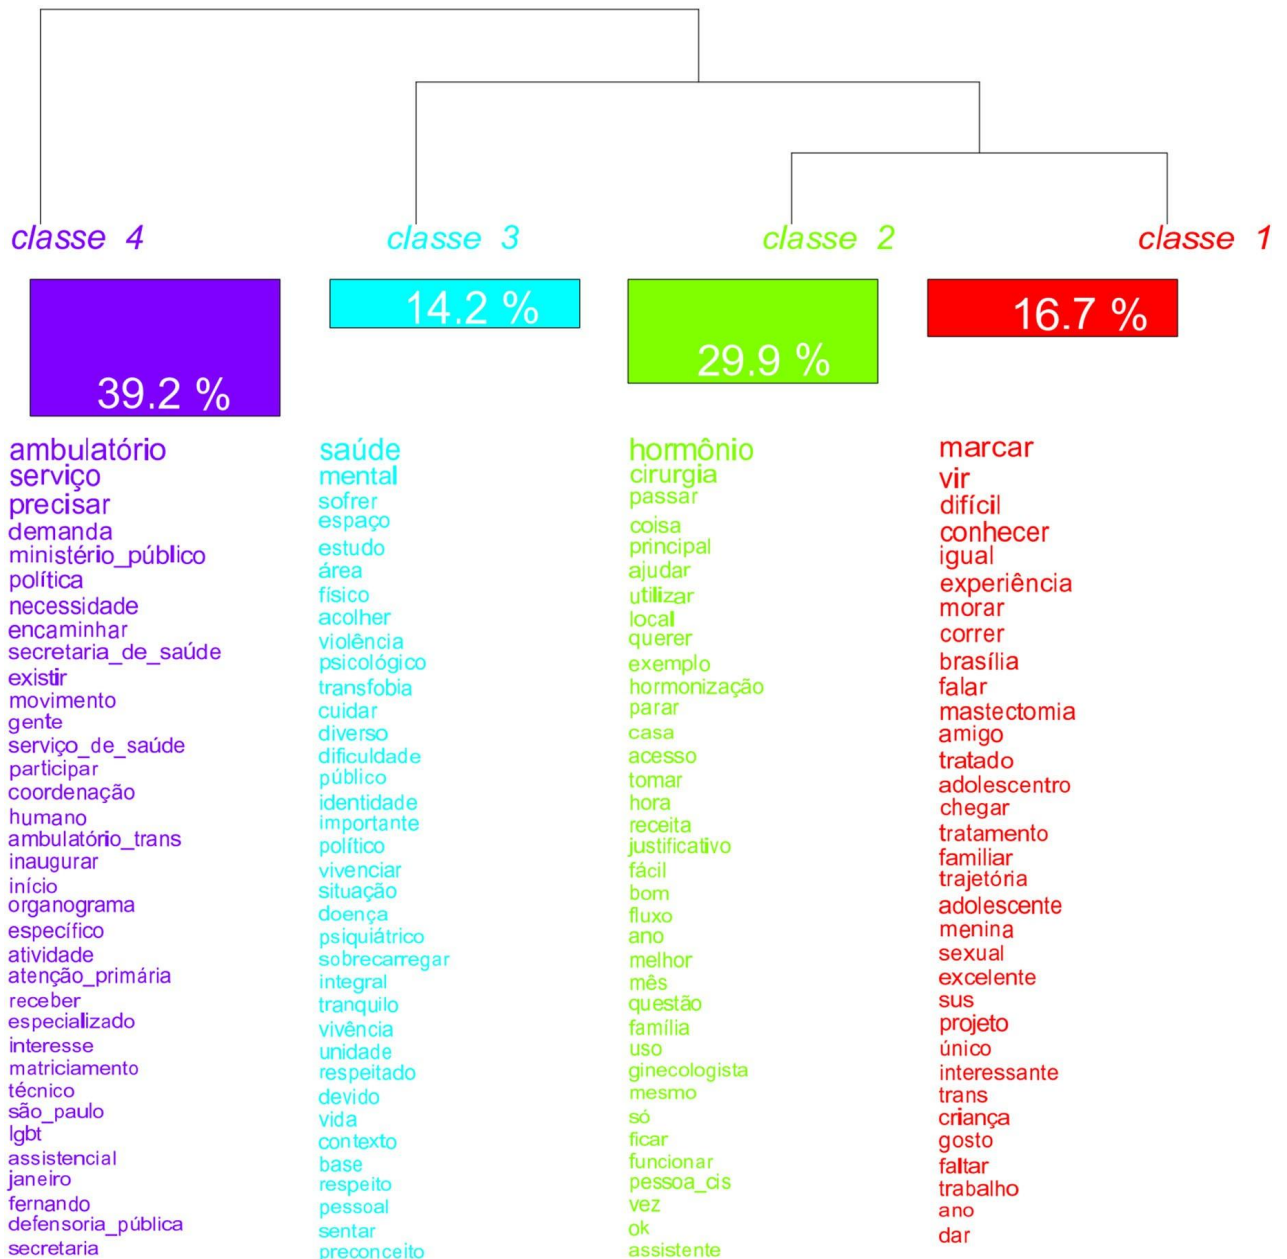 classe 4
classe 3
classe 2
classe 1
39.2 %
14.2 %
29.9 %
16.7 %
ambulatório
serviço
precisar
demanda
ministério_público
política
necessidade
encaminhar
secretaria_de_saúde
existir
movimento
gente
serviço_de_saúde
participar
coordenação
humano
ambulatório_trans
inaugurar
início
organograma
específico
atividade
atenção_primária
receber
especializado
interesse
matriciamento
técnico
são_paulo
lgbt
assistencial
janeiro
fernando
defensoria_pública
secretaria
saúde
mental
sofrer
espaço
estudo
área
físico
acolher
violência
psicológico
transfobia
cuidar
diverso
dificuldade
público
identidade
importante
político
vivenciar
situação
doença
psiquiátrico
sobrecarregar
integral
tranquilo
vivência
unidade
respeitado
devido
vida
contexto
base
respeito
pessoal
sentar
preconceito
hormônio
cirurgia
passar
coisa
principal
ajudar
utilizar
local
querer
exemplo
hormonização
parar
casa
acesso
tomar
hora
receita
justificativo
fácil
bom
fluxo
ano
melhor
mês
questão
família
uso
ginecologista
mesmo
só
ficar
funcionar
pessoa_cis
vez
ok
assistente
marcar
vir
difícil
conhecer
igual
experiência
morar
correr
brasília
falar
mastectomia
amigo
tratado
adolescentro
chegar
tratamento
familiar
trajetória
adolescente
menina
sexual
excelente
sus
projeto
único
interessante
trans
criança
gosto
faltar
trabalho
ano
dar